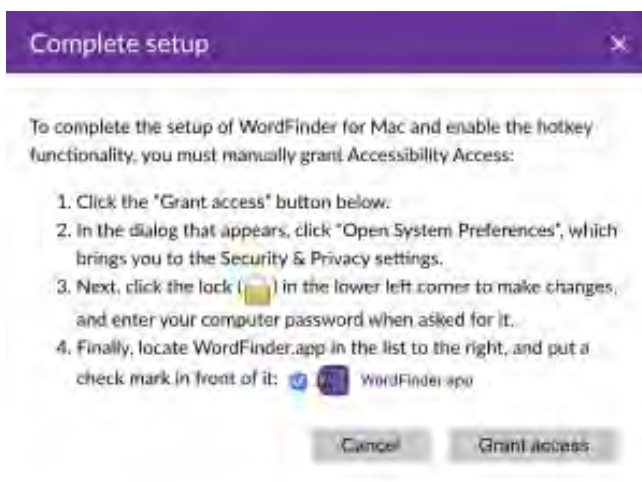 Complete setup
To complete the setup of WordFinder for Mac and enable the hotkey
functionality, you must manually grant Accessibility Access:
1. Click the "Grant access" button below.
2. In the dialog that appears, click "Open System Preferences", which
brings you to the Security & Privacy settings.
3. Next, click the lock ( ) in the lower left corner to make changes,
and enter your computer password when asked for it.
4. Finally, locate WordFinder.app in the list to the right, and put a
check mark in front of it: WordFinder.app
Cancel Grant access